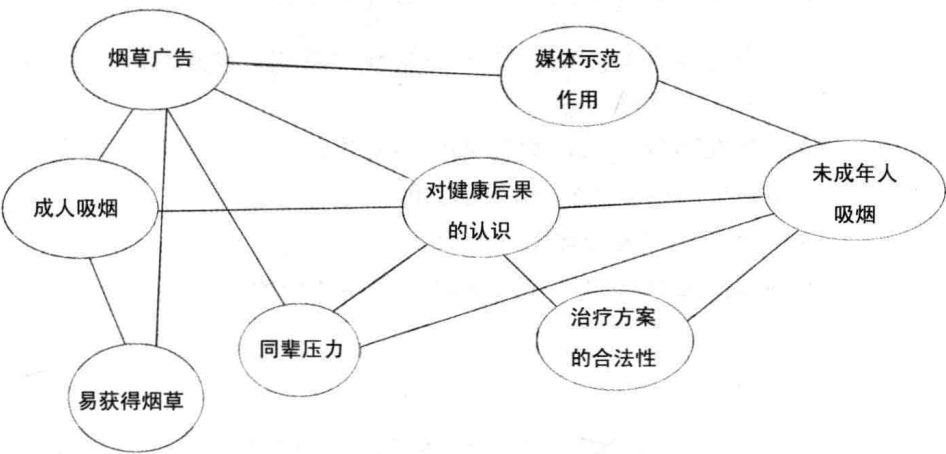 烟草广告
媒体示范
作用
未成年人
吸烟
成人吸烟
对健康后果
的认识
同辈压力
治疗方案
的合法性
易获得烟草